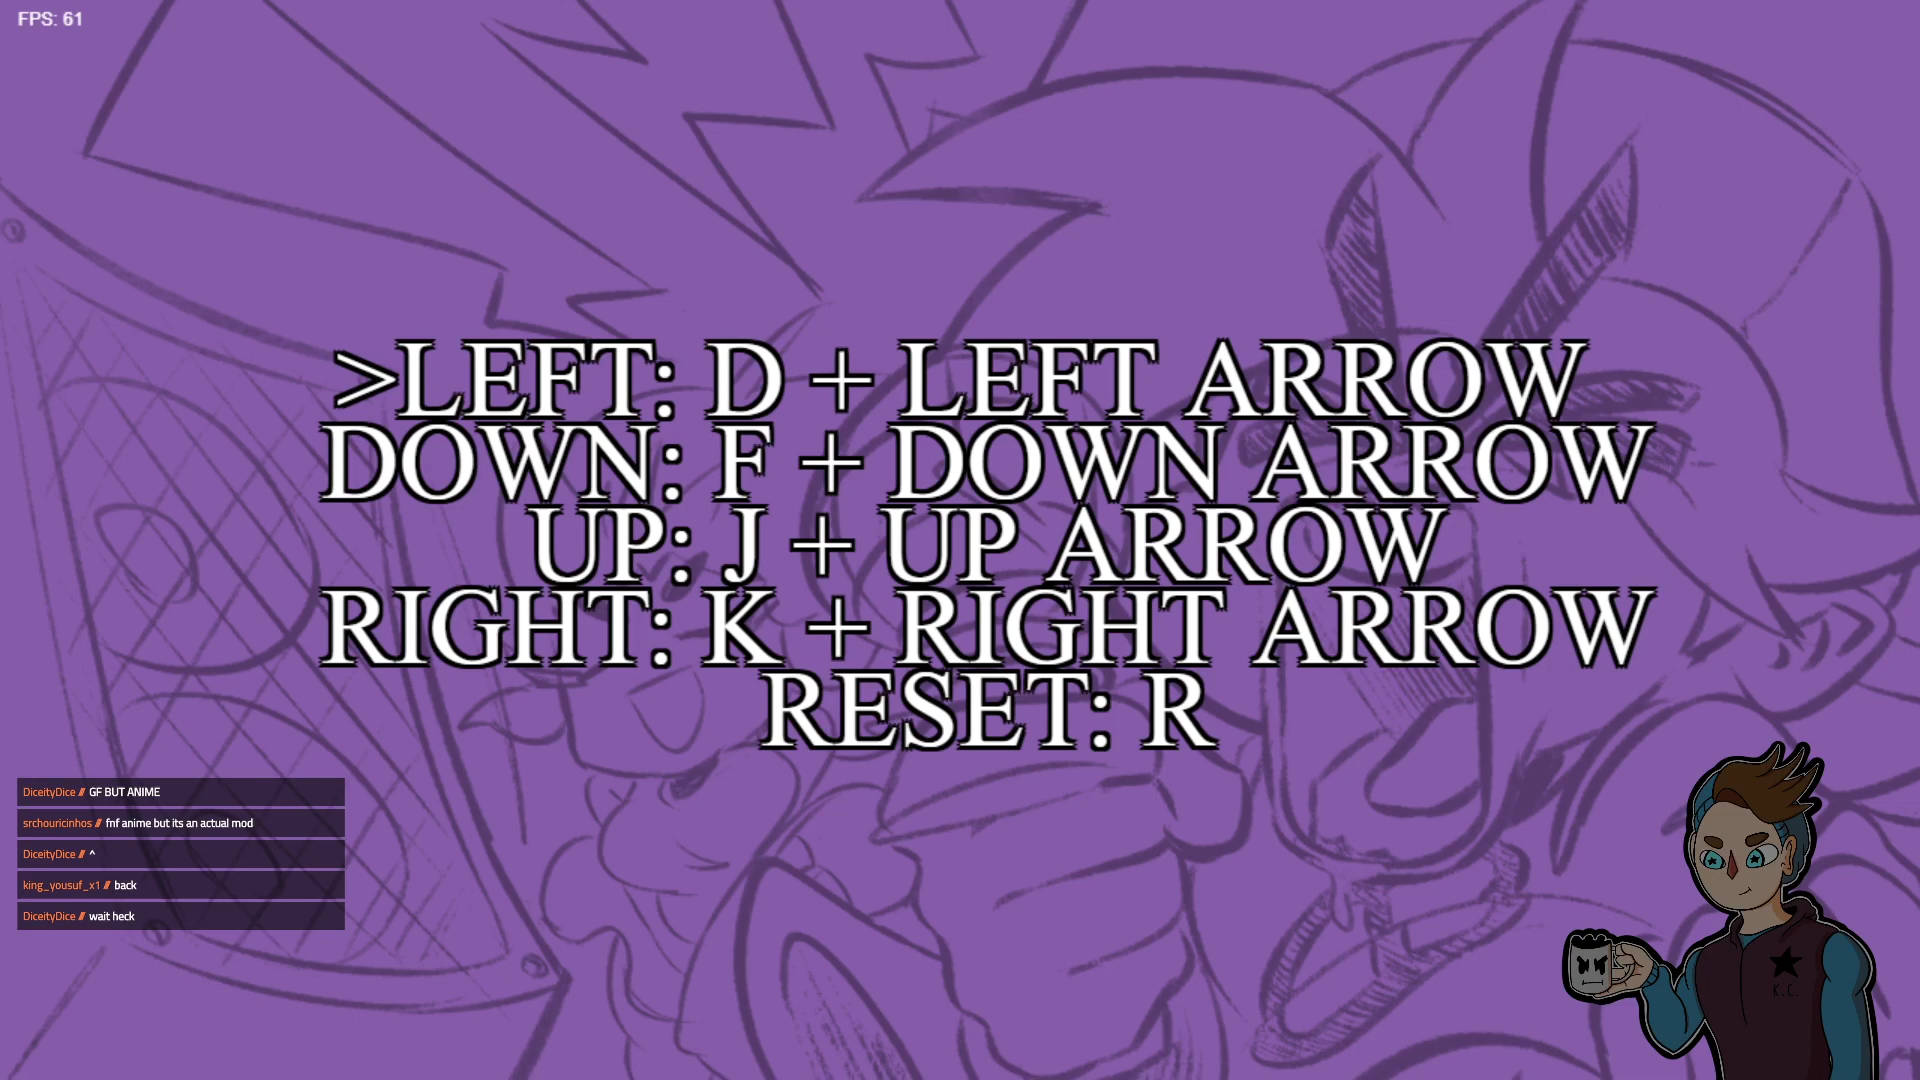 FPS: 61
>LEFT: D + LEFT ARROW
DOWN: F + DOWN ARROW
UP: J + UP ARROW
RIGHT: K + RIGHT ARROW
RESET: R
DiceityDice // GF BUT ANIME
srchouricinhos // fnf anime but its an actual mod
DiceityDice // ^
king_yousuf_x1 // back
DiceityDice // wait heck
K.C.